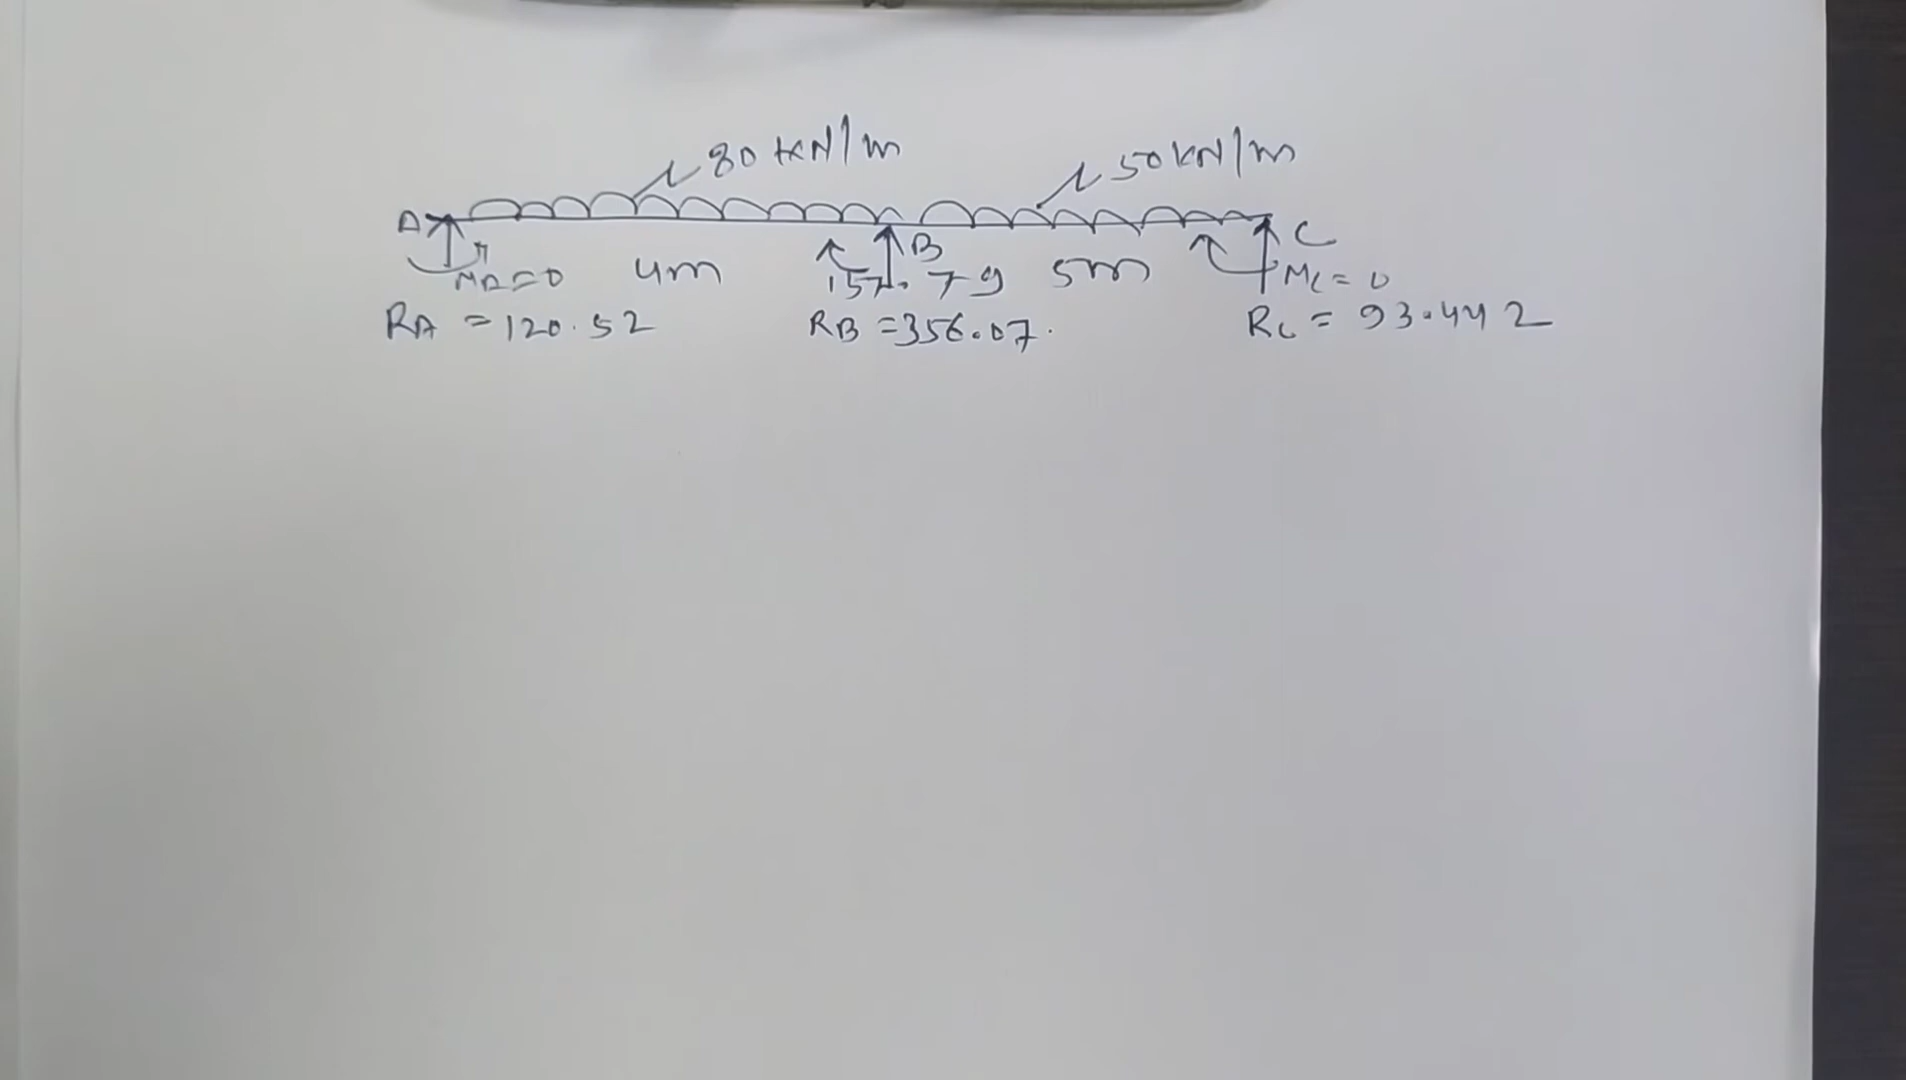 80 kN/m 50 kN/m
A B C
MA=0 4m 157.79 5m MC=0
RA = 120.52 RB =356.07. RC = 93.442